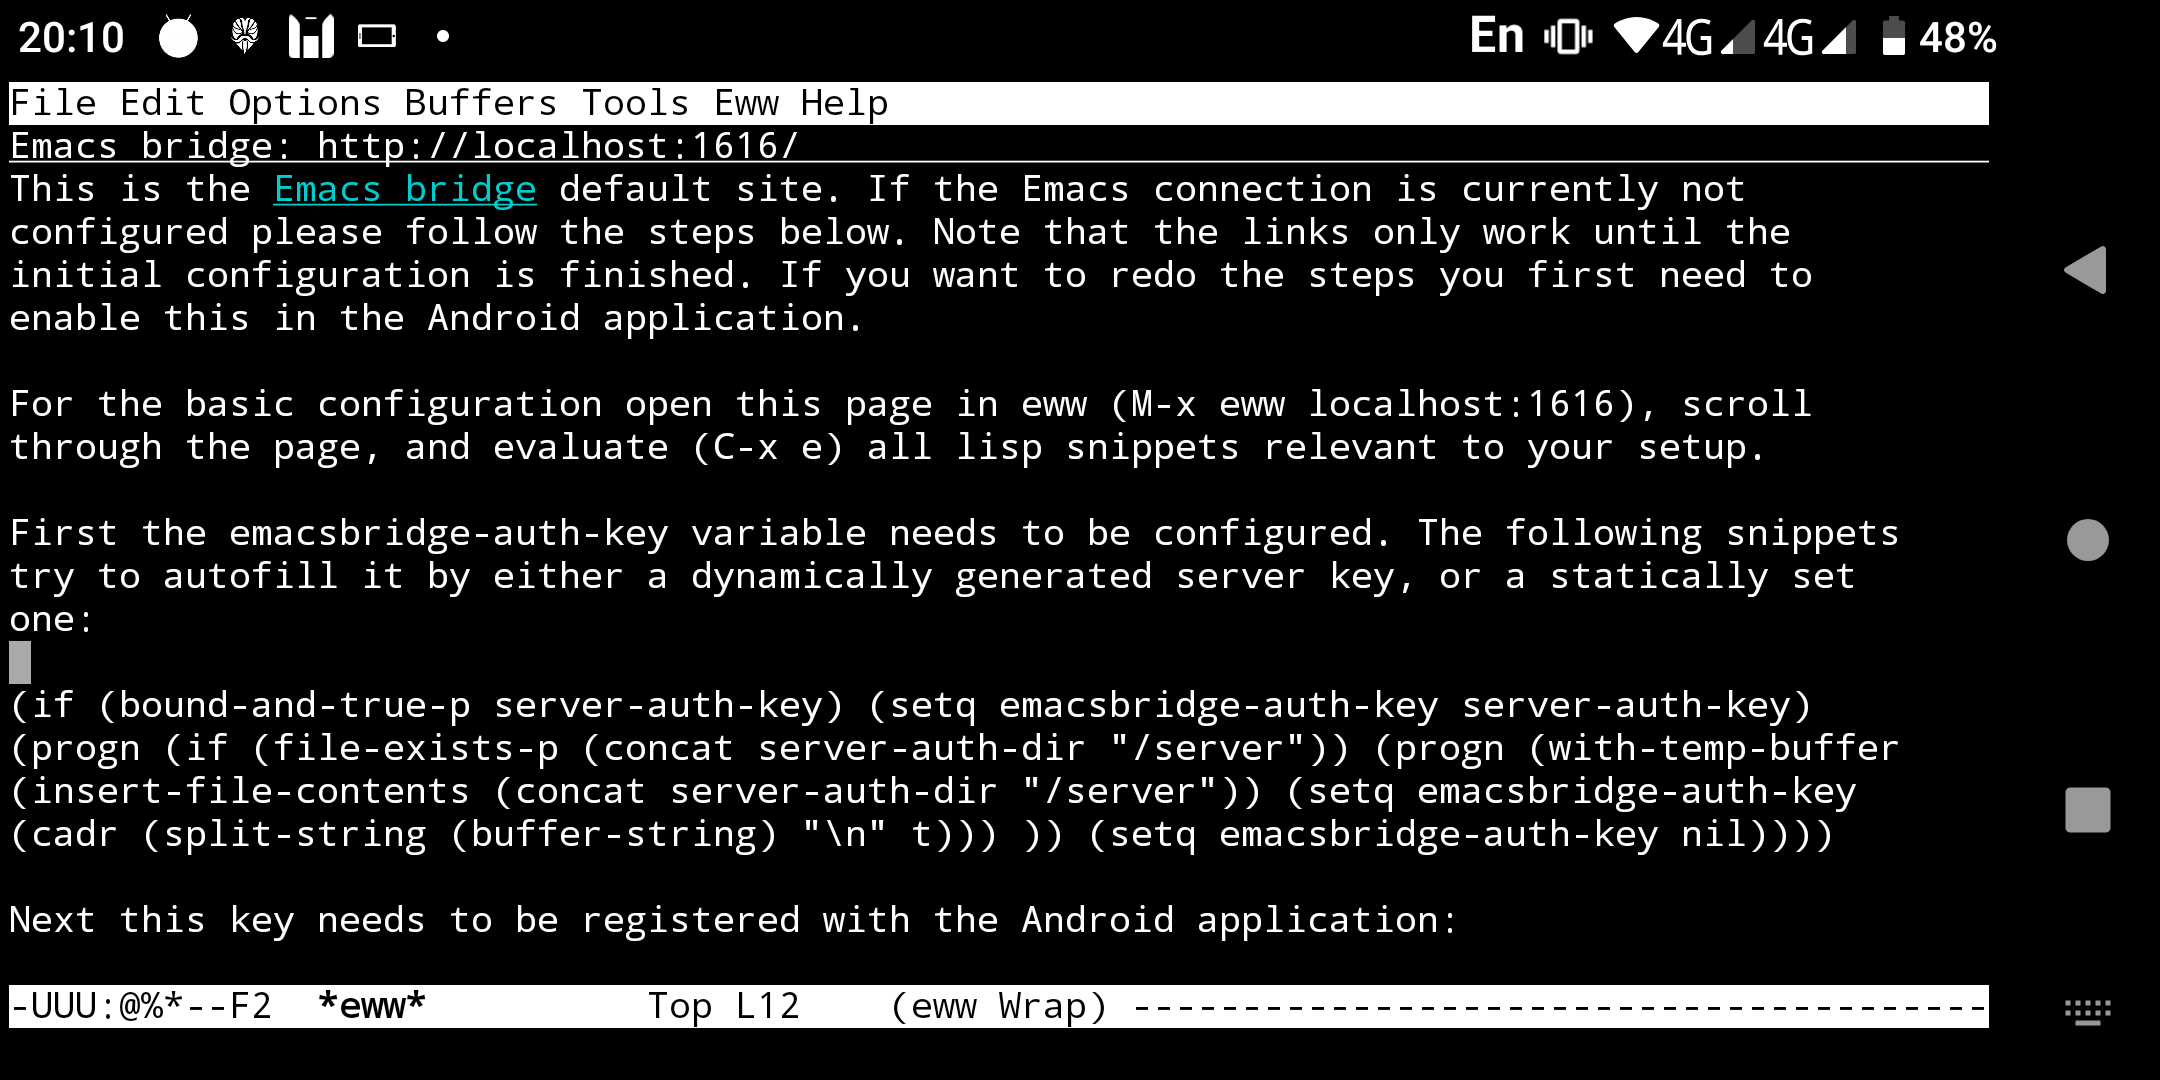 20:10 En 4G 4G 48%
File Edit Options Buffers Tools Eww Help
Emacs bridge: http://localhost:1616/
This is the Emacs bridge default site. If the Emacs connection is currently not
configured please follow the steps below. Note that the links only work until the
initial configuration is finished. If you want to redo the steps you first need to
enable this in the Android application.
For the basic configuration open this page in eww (M-x eww localhost:1616), scroll
through the page, and evaluate (C-x e) all lisp snippets relevant to your setup.
First the emacsbridge-auth-key variable needs to be configured. The following snippets
try to autofill it by either a dynamically generated server key, or a statically set
one:
(if (bound-and-true-p server-auth-key) (setq emacsbridge-auth-key server-auth-key)
(progn (if (file-exists-p (concat server-auth-dir "/server")) (progn (with-temp-buffer
(insert-file-contents (concat server-auth-dir "/server")) (setq emacsbridge-auth-key
(cadr (split-string (buffer-string) "\n" t))) )) (setq emacsbridge-auth-key nil))))
Next this key needs to be registered with the Android application:
-UUU:@%*--F2  *eww*          Top L12    (eww Wrap) ---------------------------------------